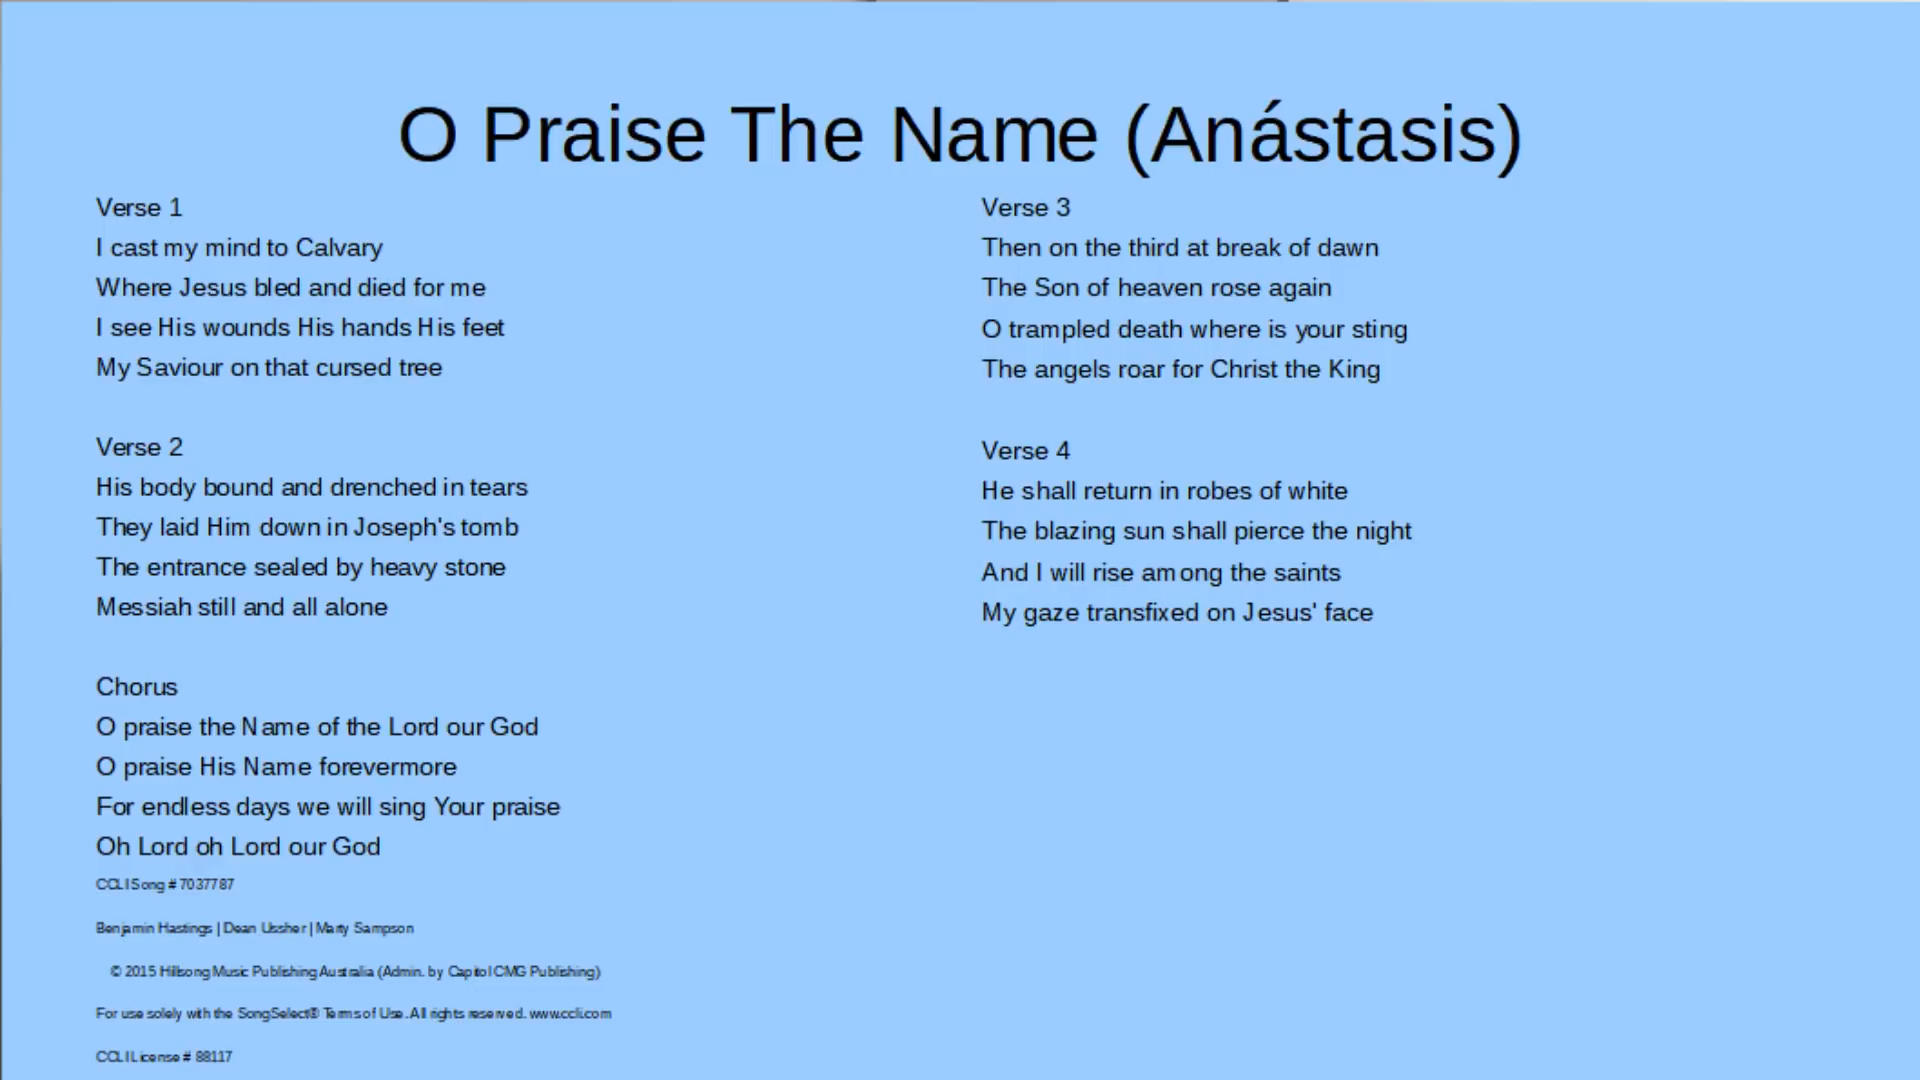 O Praise The Name (Anástasis)
Verse 1
I cast my mind to Calvary
Where Jesus bled and died for me
I see His wounds His hands His feet
My Saviour on that cursed tree
Verse 2
His body bound and drenched in tears
They laid Him down in Joseph's tomb
The entrance sealed by heavy stone
Messiah still and all alone
Chorus
O praise the Name of the Lord our God
O praise His Name forevermore
For endless days we will sing Your praise
Oh Lord oh Lord our God
CCLI Song # 7037787
Benjamin Hastings | Dean Ussher | Marty Sampson
© 2015 Hillsong Music Publishing Australia (Admin. by Capitol CMG Publishing)
For use solely with the SongSelect® Terms of Use. All rights reserved. www.ccli.com
CCLI License # 88117
Verse 3
Then on the third at break of dawn
The Son of heaven rose again
O trampled death where is your sting
The angels roar for Christ the King
Verse 4
He shall return in robes of white
The blazing sun shall pierce the night
And I will rise among the saints
My gaze transfixed on Jesus' face